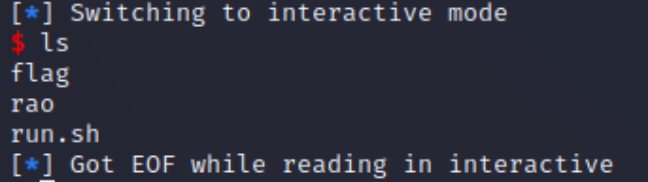 [*] Switching to interactive mode
$ ls
flag
rao
run.sh
[*] Got EOF while reading in interactive